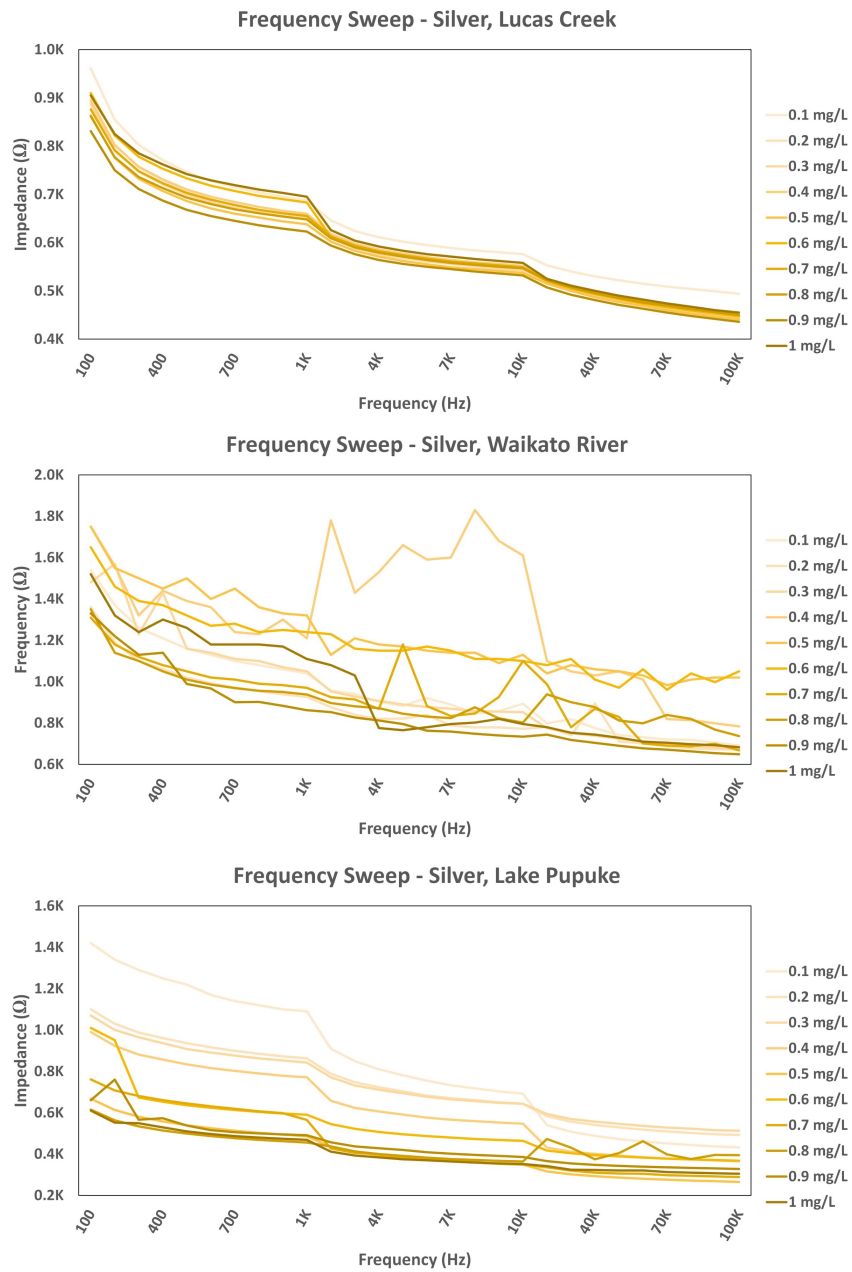 Frequency Sweep - Silver, Lucas Creek
1.0K
0.9K
0.8K
0.7K
0.6K
0.5K
0.4K
Impedance (Ω)
100
400
700
1K
4K
7K
10K
40K
70K
100K
Frequency (Hz)
0.1 mg/L
0.2 mg/L
0.3 mg/L
0.4 mg/L
0.5 mg/L
0.6 mg/L
0.7 mg/L
0.8 mg/L
0.9 mg/L
1 mg/L
Frequency Sweep - Silver, Waikato River
2.0K
1.8K
1.6K
1.4K
1.2K
1.0K
0.8K
0.6K
Frequency (Ω)
100
400
700
1K
4K
7K
10K
40K
70K
100K
Frequency (Hz)
0.1 mg/L
0.2 mg/L
0.3 mg/L
0.4 mg/L
0.5 mg/L
0.6 mg/L
0.7 mg/L
0.8 mg/L
0.9 mg/L
1 mg/L
Frequency Sweep - Silver, Lake Pupuke
1.6K
1.4K
1.2K
1.0K
0.8K
0.6K
0.4K
0.2K
Impedance (Ω)
100
400
700
1K
4K
7K
10K
40K
70K
100K
Frequency (Hz)
0.1 mg/L
0.2 mg/L
0.3 mg/L
0.4 mg/L
0.5 mg/L
0.6 mg/L
0.7 mg/L
0.8 mg/L
0.9 mg/L
1 mg/L